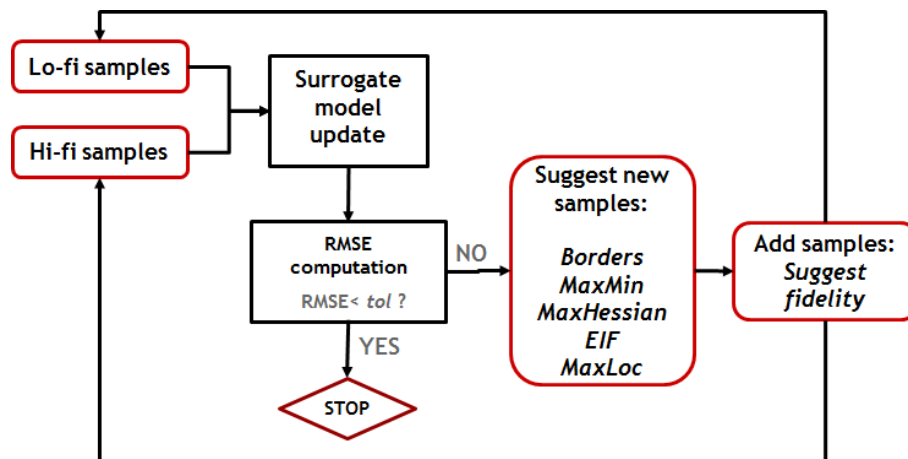 Lo-fi samples
Hi-fi samples
Surrogate
model
update
RMSE
computation
RMSE< tol ?
NO
YES
STOP
Suggest new
samples:
Borders
MaxMin
MaxHessian
EIF
MaxLoc
Add samples:
Suggest
fidelity